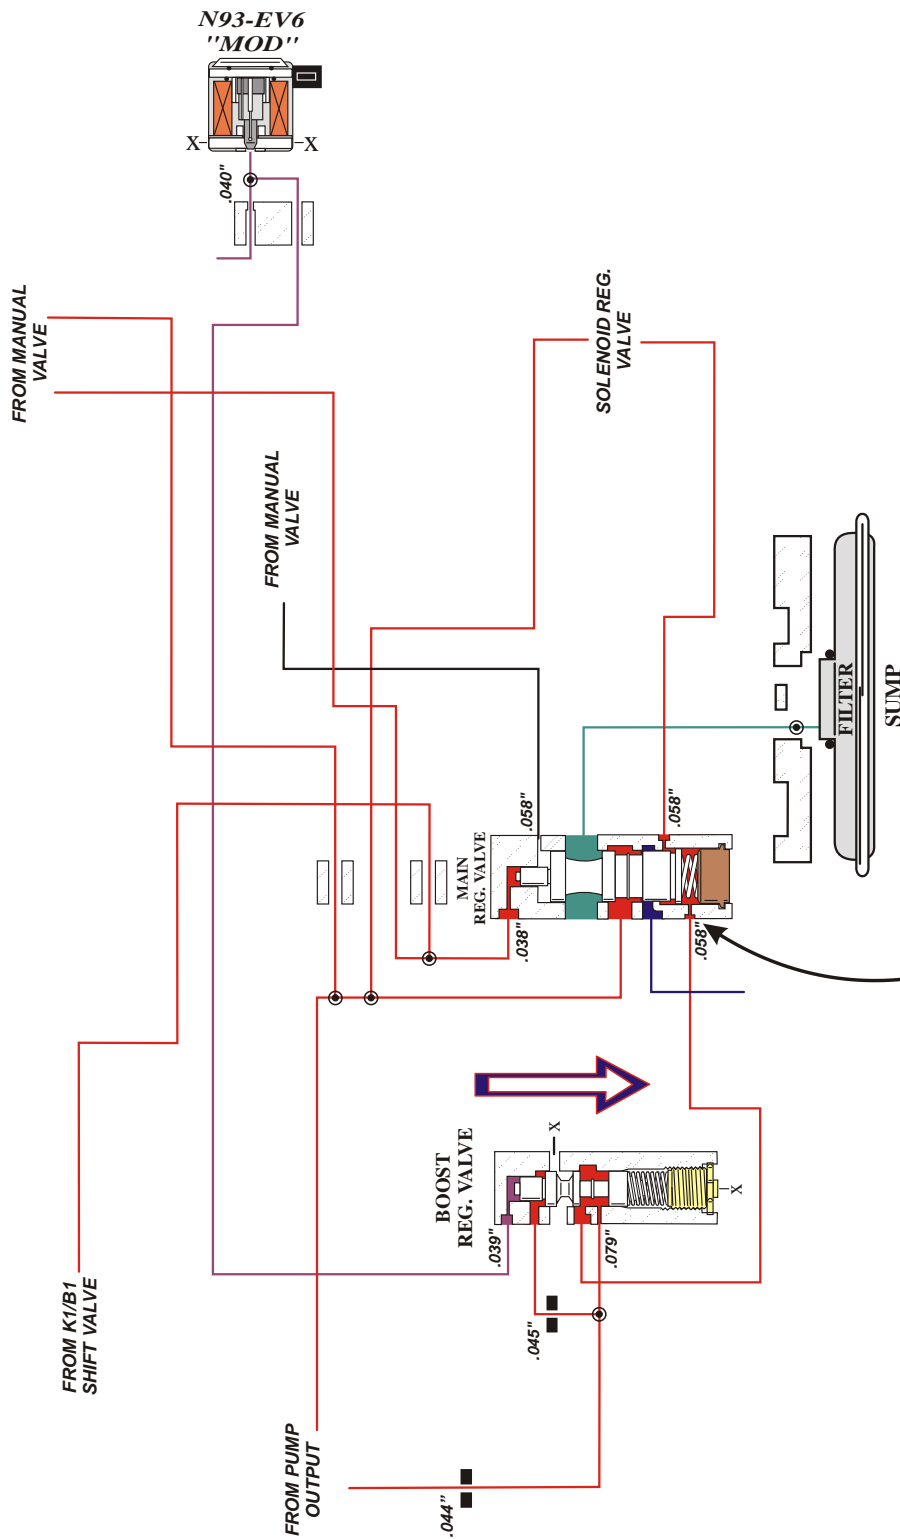 N93-EV6
"MOD"
X
X
.040"
FROM MANUAL
VALVE
SOLENOID REG.
VALVE
FROM MANUAL
VALVE
FILTER
SUMP
.058"
.058"
MAIN
REG. VALVE
.038"
.058"
BOOST
REG. VALVE
X
X
.039"
.079"
.045"
FROM K1/B1
SHIFT VALVE
FROM PUMP
OUTPUT
.044"